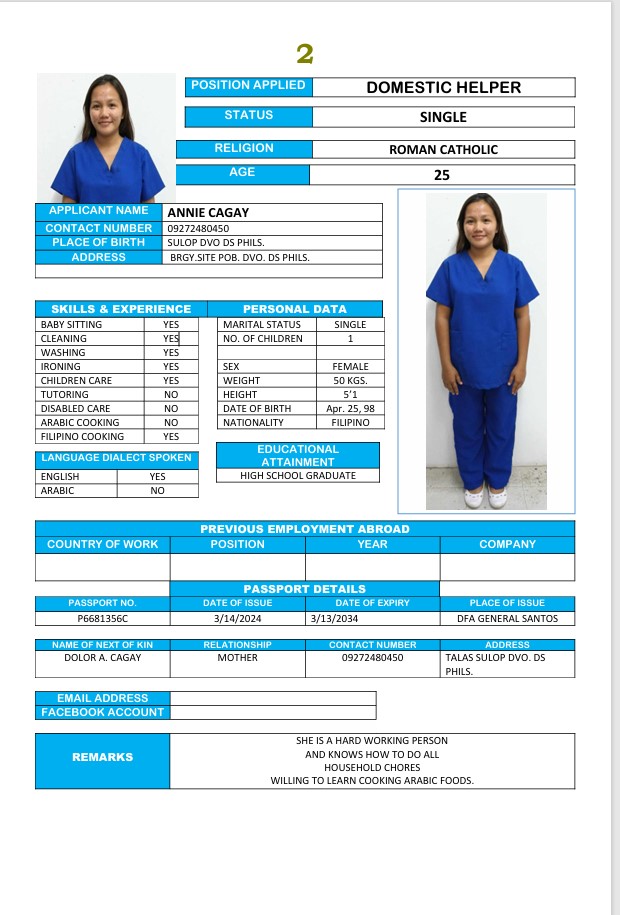 2
POSITION APPLIED DOMESTIC HELPER
STATUS SINGLE
RELIGION ROMAN CATHOLIC
AGE 25
APPLICANT NAME ANNIE CAGAY
CONTACT NUMBER 09272480450
PLACE OF BIRTH SULOP DVO DS PHILS.
ADDRESS BRGY.SITE POB. DVO. DS PHILS.
SKILLS & EXPERIENCE
BABY SITTING YES
CLEANING YES
WASHING YES
IRONING YES
CHILDREN CARE YES
TUTORING NO
DISABLED CARE NO
ARABIC COOKING NO
FILIPINO COOKING YES
LANGUAGE DIALECT SPOKEN
ENGLISH YES
ARABIC NO
PERSONAL DATA
MARITAL STATUS SINGLE
NO. OF CHILDREN 1
SEX FEMALE
WEIGHT 50 KGS.
HEIGHT 5'1
DATE OF BIRTH Apr. 25, 98
NATIONALITY FILIPINO
EDUCATIONAL
ATTAINMENT
HIGH SCHOOL GRADUATE
PREVIOUS EMPLOYMENT ABROAD
COUNTRY OF WORK POSITION YEAR COMPANY
PASSPORT DETAILS
PASSPORT NO. DATE OF ISSUE DATE OF EXPIRY PLACE OF ISSUE
P6681356C 3/14/2024 3/13/2034 DFA GENERAL SANTOS
NAME OF NEXT OF KIN RELATIONSHIP CONTACT NUMBER ADDRESS
DOLOR A. CAGAY MOTHER 09272480450 TALAS SULOP DVO. DS
PHILS.
EMAIL ADDRESS
FACEBOOK ACCOUNT
REMARKS
SHE IS A HARD WORKING PERSON
AND KNOWS HOW TO DO ALL
HOUSEHOLD CHORES
WILLING TO LEARN COOKING ARABIC FOODS.